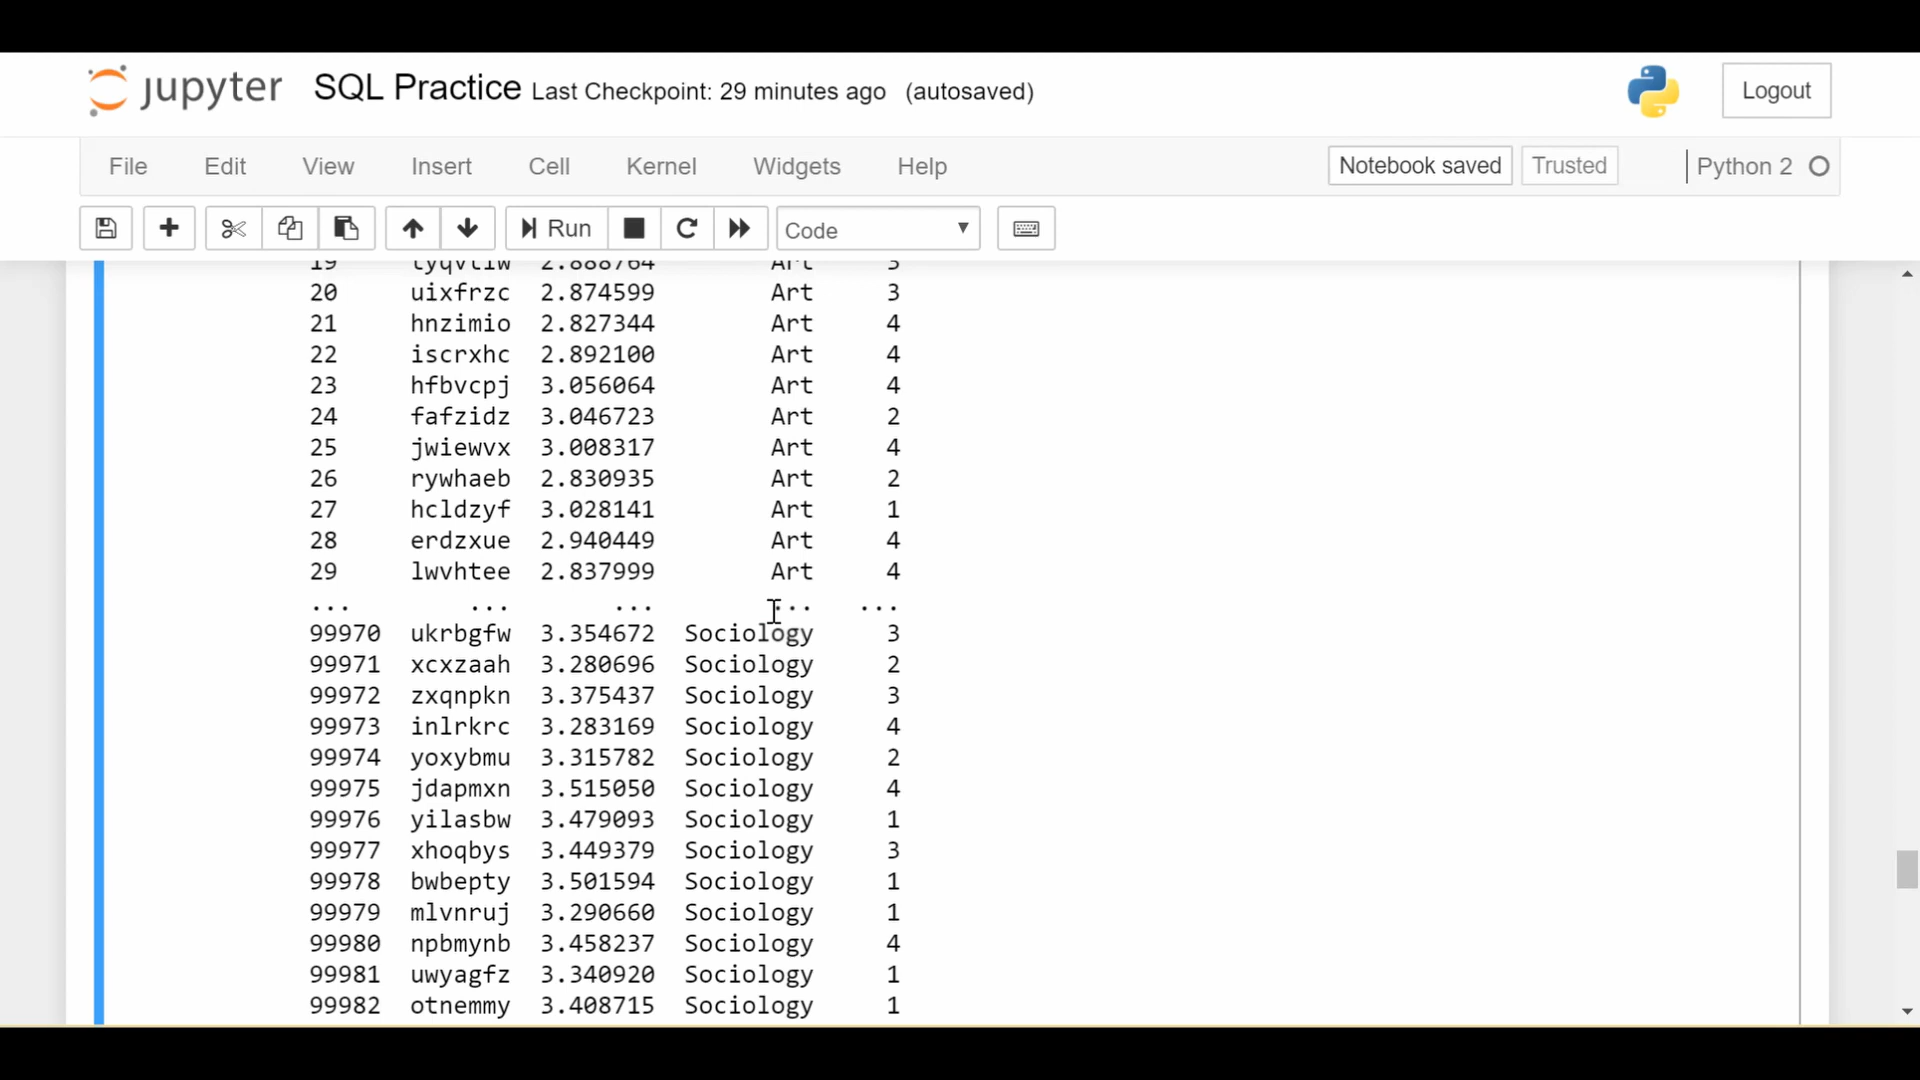 jupyter SQL Practice Last Checkpoint: 29 minutes ago (autosaved) Logout
File Edit View Insert Cell Kernel Widgets Help Notebook saved Trusted Python 2
Run Code
19 tyqvtiw 2.888764 Art 3
20 uixfrzc 2.874599 Art 3
21 hnzimio 2.827344 Art 4
22 iscrxhc 2.892100 Art 4
23 hfbvcpj 3.056064 Art 4
24 fafzidz 3.046723 Art 2
25 jwiewvx 3.008317 Art 4
26 rywhaeb 2.830935 Art 2
27 hcldzyf 3.028141 Art 1
28 erdzxue 2.940449 Art 4
29 lwvhtee 2.837999 Art 4
... ... ... ... ...
99970 ukrbgfw 3.354672 Sociology 3
99971 xcxzaah 3.280696 Sociology 2
99972 zxqnpkn 3.375437 Sociology 3
99973 inlrkrc 3.283169 Sociology 4
99974 yoxybmu 3.315782 Sociology 2
99975 jdapmxn 3.515050 Sociology 4
99976 yilasbw 3.479093 Sociology 1
99977 xhoqbys 3.449379 Sociology 3
99978 bwbepty 3.501594 Sociology 1
99979 mlvnruj 3.290660 Sociology 1
99980 npbmynb 3.458237 Sociology 4
99981 uwyagfz 3.340920 Sociology 1
99982 otnemmy 3.408715 Sociology 1